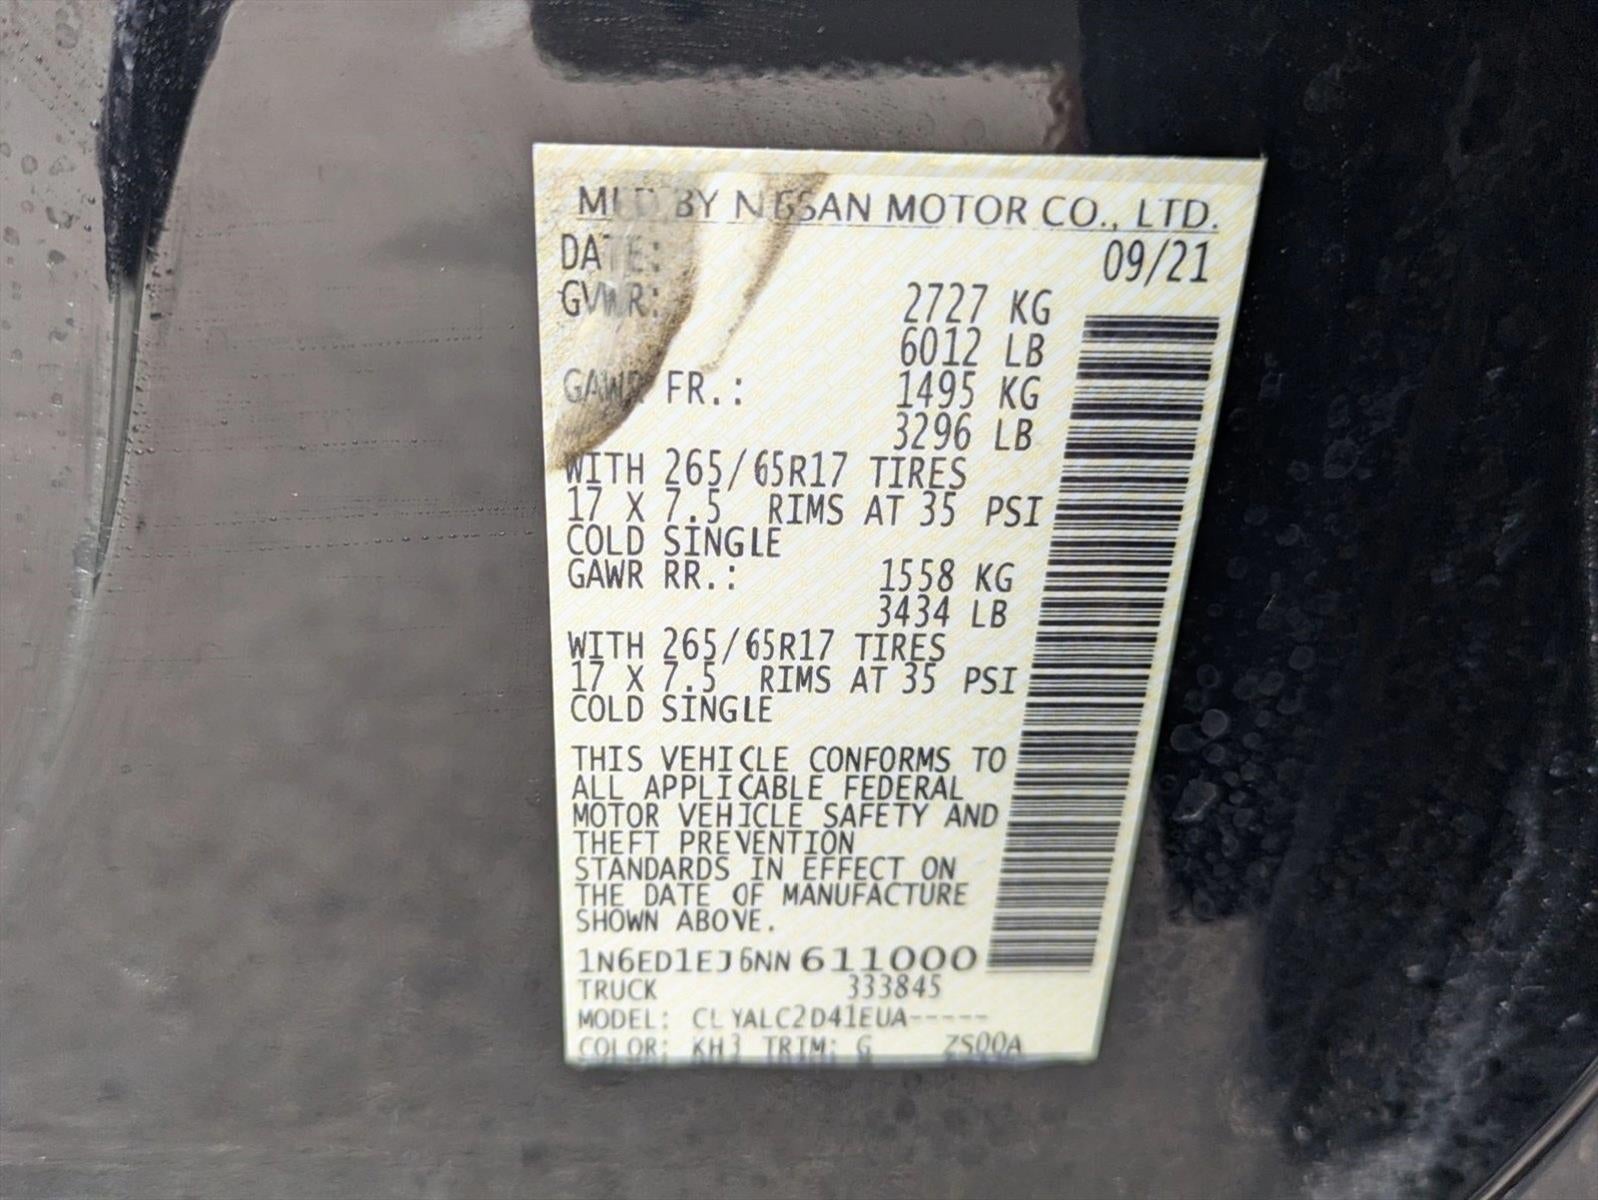 MFD BY NISSAN MOTOR CO., LTD.
DATE: 09/21
GVWR: 2727 KG
6012 LB
GAWR FR.: 1495 KG
3296 LB
WITH 265/65R17 TIRES
17 X 7.5 RIMS AT 35 PSI
COLD SINGLE
GAWR RR.: 1558 KG
3434 LB
WITH 265/65R17 TIRES
17 X 7.5 RIMS AT 35 PSI
COLD SINGLE
THIS VEHICLE CONFORMS TO
ALL APPLICABLE FEDERAL
MOTOR VEHICLE SAFETY AND
THEFT PREVENTION
STANDARDS IN EFFECT ON
THE DATE OF MANUFACTURE
SHOWN ABOVE.
1N6ED1EJ6NN611000
TRUCK 333845
MODEL: CLYALC2D41EUA-----
COLOR: KH3 TRIM: G ZS00A